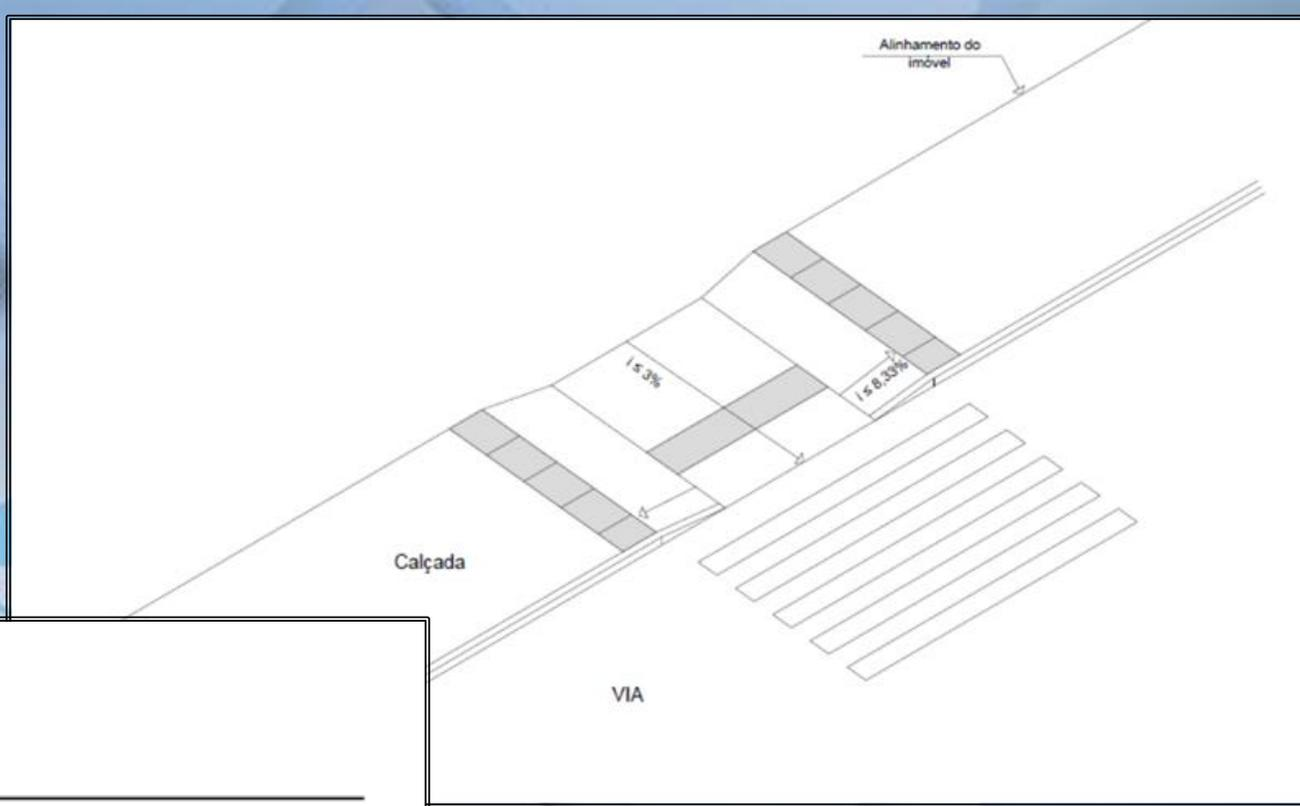 Alinhamento do
imóvel
i ≤ 3%
i ≤ 8,33%
Calçada
VIA